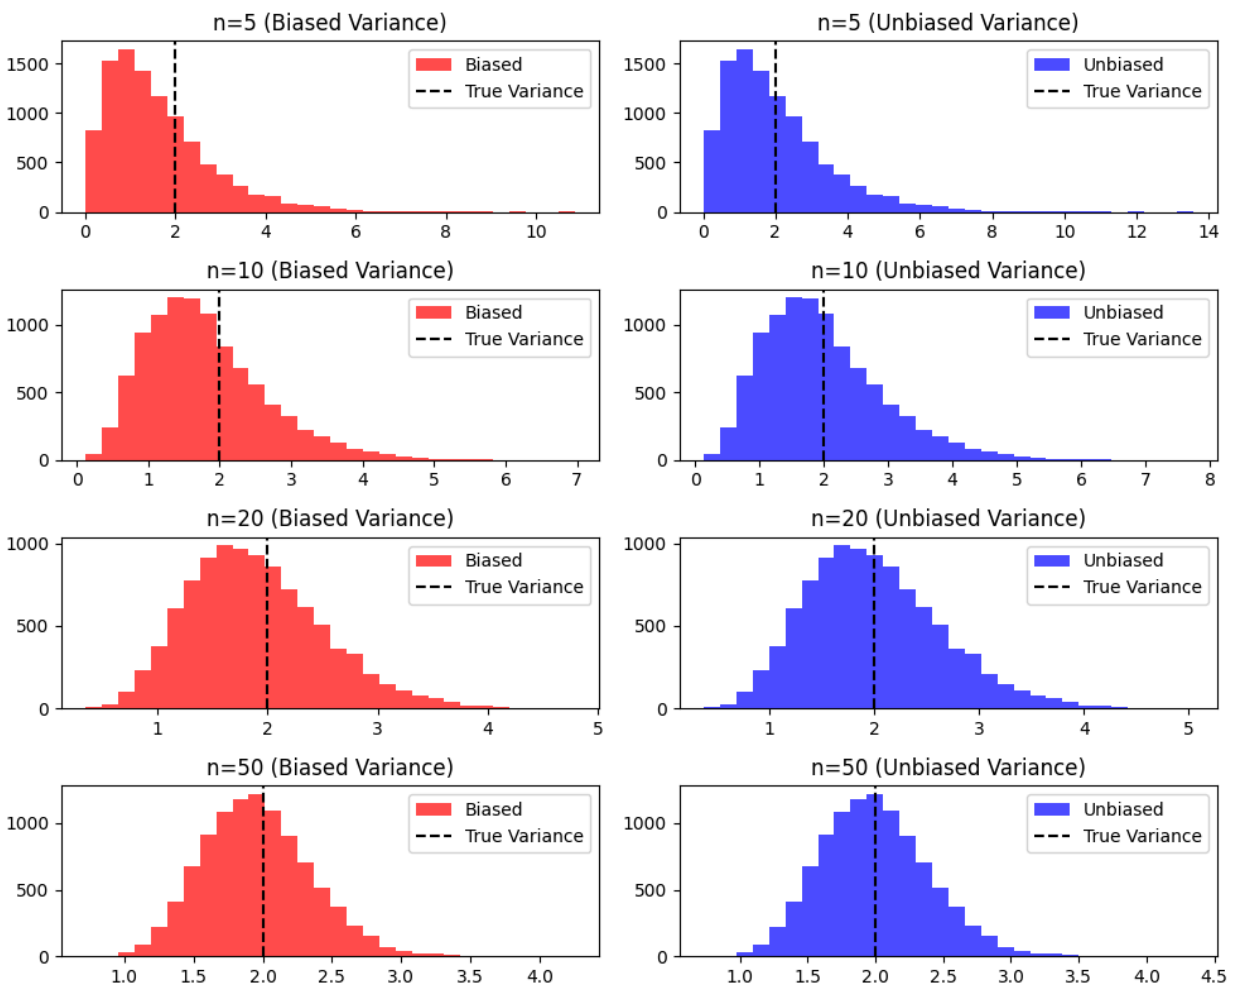 n=5 (Biased Variance)
1500
1000
500
0
0 2 4 6 8 10
Biased
True Variance
n=5 (Unbiased Variance)
1500
1000
500
0
0 2 4 6 8 10 12 14
Unbiased
True Variance
n=10 (Biased Variance)
1000
500
0
0 1 2 3 4 5 6 7
Biased
True Variance
n=10 (Unbiased Variance)
1000
500
0
0 1 2 3 4 5 6 7 8
Unbiased
True Variance
n=20 (Biased Variance)
1000
500
0
1 2 3 4 5
Biased
True Variance
n=20 (Unbiased Variance)
1000
500
0
1 2 3 4 5
Unbiased
True Variance
n=50 (Biased Variance)
1000
500
0
1.0 1.5 2.0 2.5 3.0 3.5 4.0
Biased
True Variance
n=50 (Unbiased Variance)
1000
500
0
1.0 1.5 2.0 2.5 3.0 3.5 4.0 4.5
Unbiased
True Variance